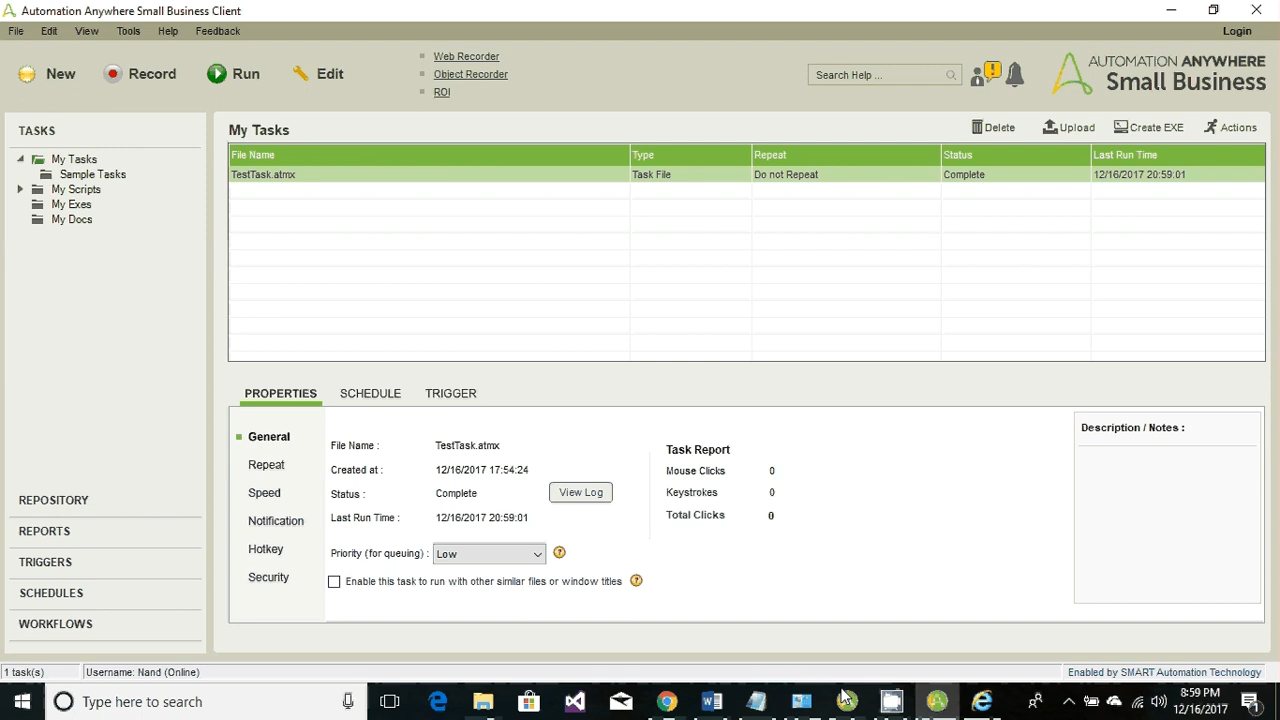 Automation Anywhere Small Business Client
File Edit View Tools Help Feedback Login
New Record Run Edit
Web Recorder
Object Recorder
ROI
Search Help ...
AUTOMATION ANYWHERE
Small Business
TASKS
My Tasks
Sample Tasks
My Scripts
My Exes
My Docs
REPOSITORY
REPORTS
TRIGGERS
SCHEDULES
WORKFLOWS
My Tasks
Delete Upload Create EXE Actions
File Name Type Repeat Status Last Run Time
TestTask.atmx Task File Do not Repeat Complete 12/16/2017 20:59:01
PROPERTIES SCHEDULE TRIGGER
General
Repeat
Speed
Notification
Hotkey
Security
File Name : TestTask.atmx
Created at : 12/16/2017 17:54:24
Status : Complete View Log
Last Run Time : 12/16/2017 20:59:01
Priority (for queuing) : Low
Enable this task to run with other similar files or window titles
Task Report
Mouse Clicks 0
Keystrokes 0
Total Clicks 0
Description / Notes :
1 task(s) Username: Nand (Online) Enabled by SMART Automation Technology
Type here to search
8:59 PM
12/16/2017
1